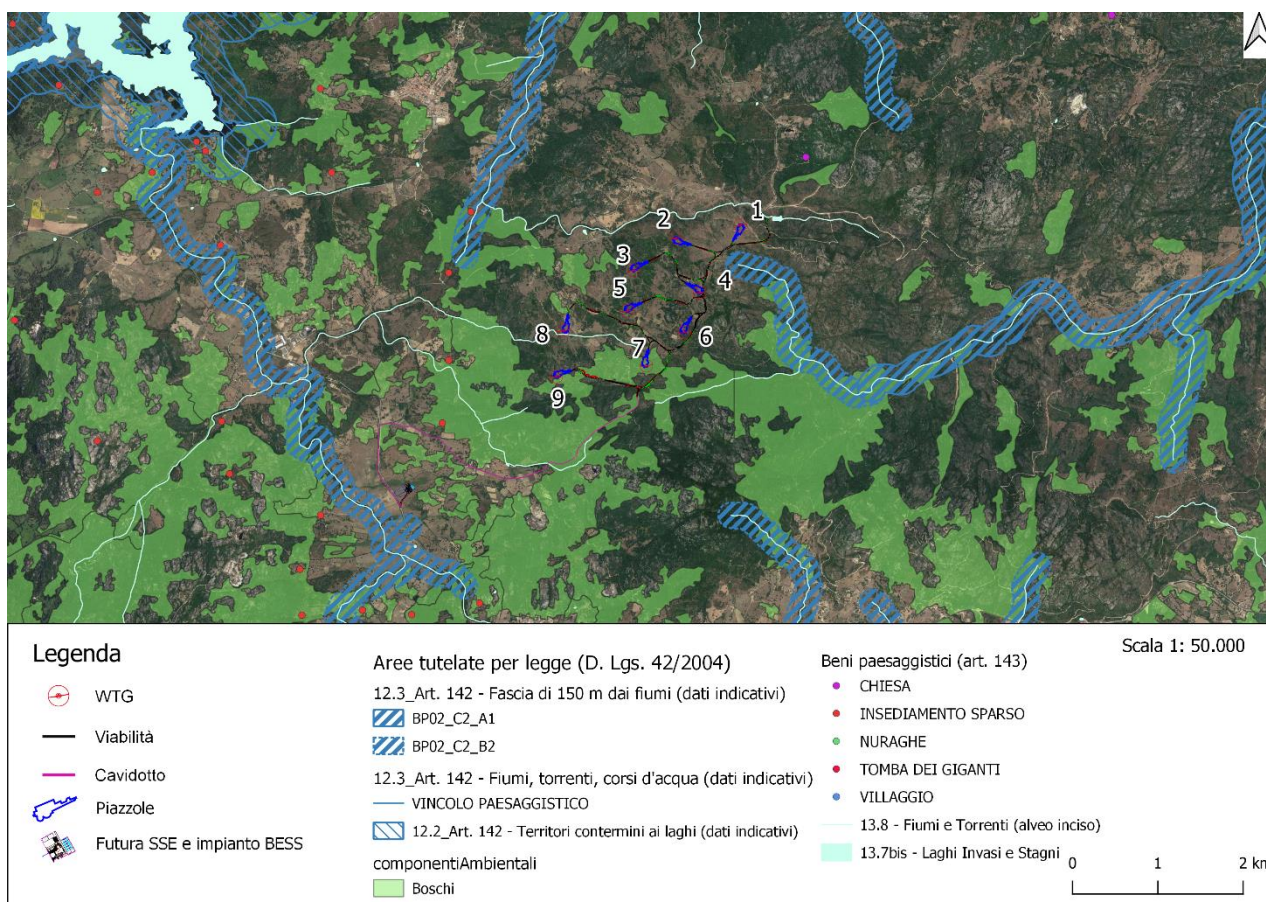 1
2
3
4
5
6
7
8
9
Legenda
WTG
Viabilità
Cavidotto
Piazzole
Futura SSE e impianto BESS
Aree tutelate per legge (D. Lgs. 42/2004)
12.3_Art. 142 - Fascia di 150 m dai fiumi (dati indicativi)
BP02_C2_A1
BP02_C2_B2
12.3_Art. 142 - Fiumi, torrenti, corsi d'acqua (dati indicativi)
VINCOLO PAESAGGISTICO
12.2_Art. 142 - Territori contermini ai laghi (dati indicativi)
componentiAmbientali
Boschi
Beni paesaggistici (art. 143)
CHIESA
INSEDIAMENTO SPARSO
NURAGHE
TOMBA DEI GIGANTI
VILLAGGIO
13.8 - Fiumi e Torrenti (alveo inciso)
13.7bis - Laghi Invasi e Stagni
Scala 1: 50.000
0 1 2 km